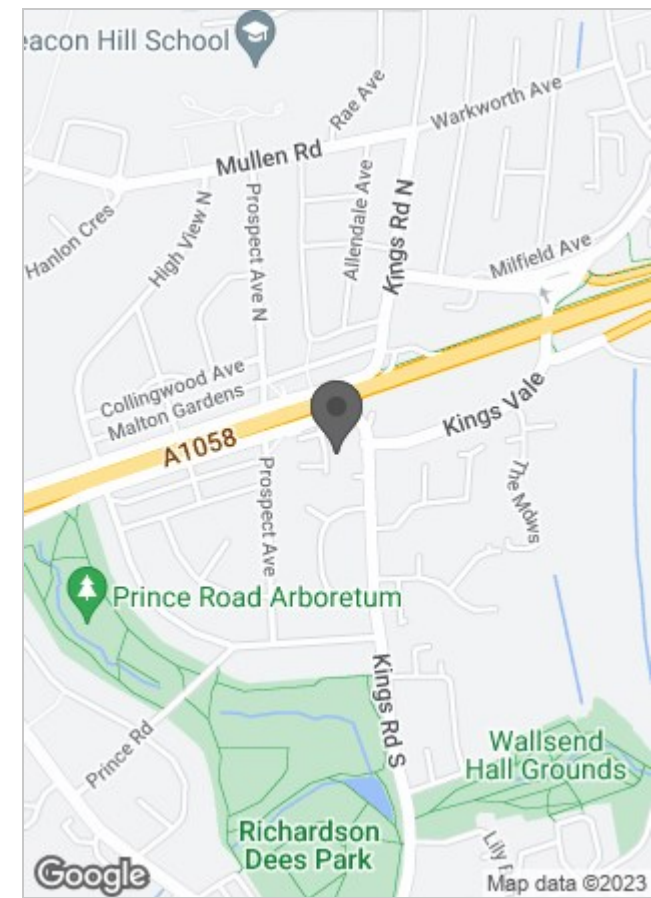 eacon Hill School
Rae Ave
Warkworth Ave
Mullen Rd
Hanlon Cres
High View N
Prospect Ave N
Allendale Ave
Kings Rd N
Milfield Ave
Collingwood Ave
Malton Gardens
A1058
Kings Vale
The Mews
Prospect Ave
Prince Road Arboretum
Kings Rd S
Prince Rd
Wallsend
Hall Grounds
Richardson
Dees Park
Lily
Google
Map data ©2023